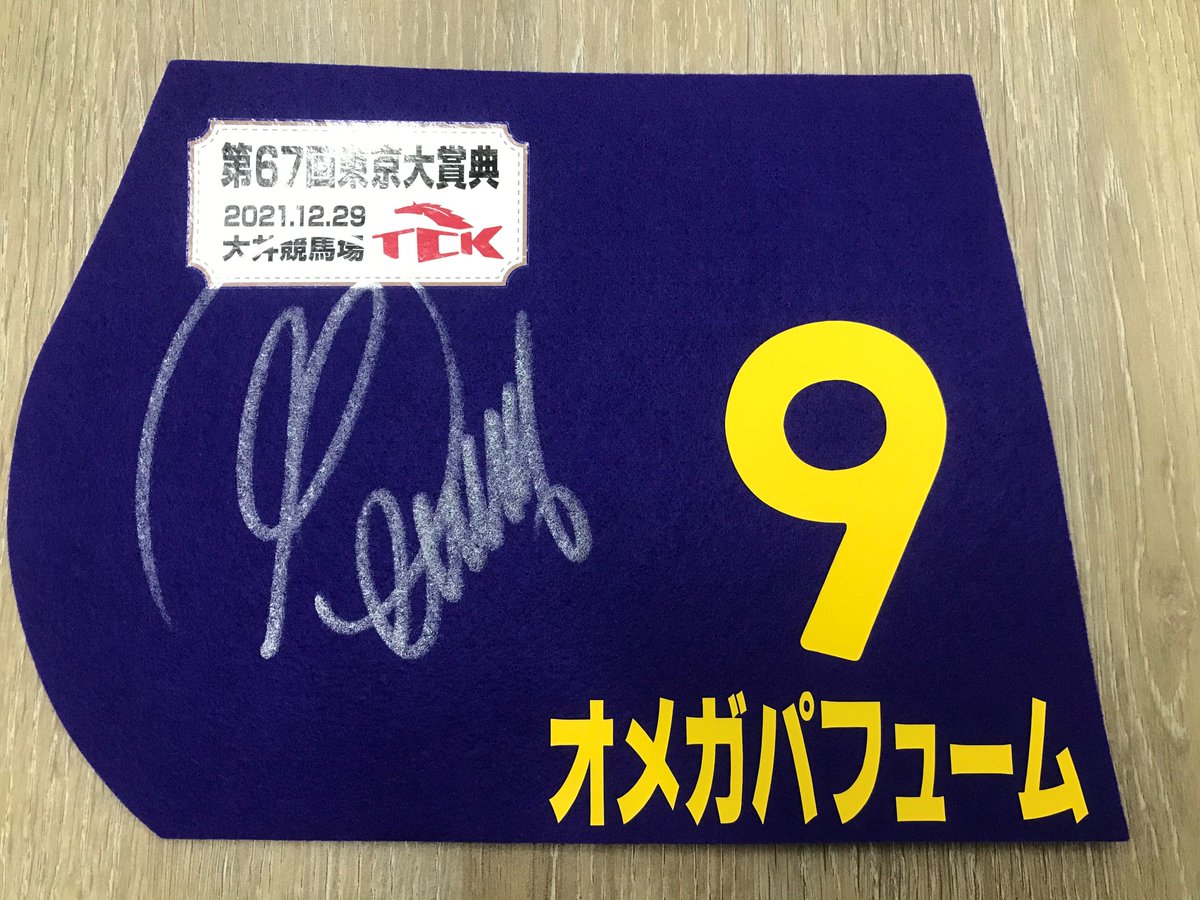 第67回東京大賞典
2021.12.29
大井競馬場 TCK
9
オメガパフューム